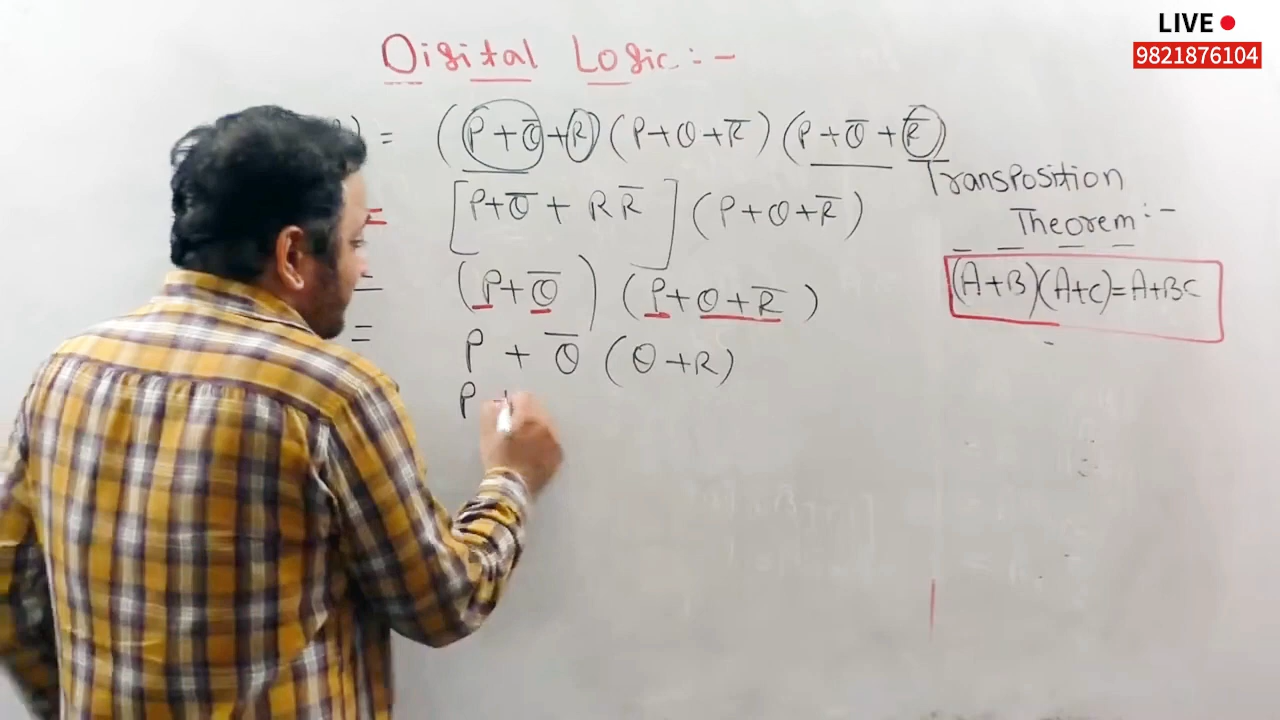 LIVE
9821876104
Digital Logic :-
) = (P+Q̅+R)(P+Q+R̅)(P+Q̅+R̅)
= [P+Q̅ + RR̅](P+Q+R̅)
= (P+Q̅)(P+Q+R̅)
= P + Q̅(Q+R)
P +
Transposition
Theorem:-
(A+B)(A+C)=A+BC